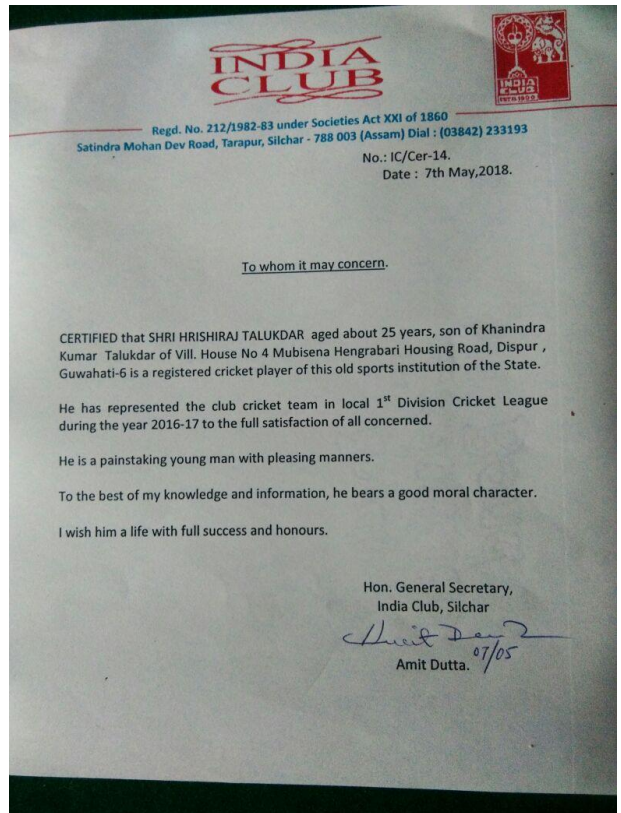 INDIA
CLUB
INDIA
CLUB
ESTD 1900
Regd. No. 212/1982-83 under Societies Act XXI of 1860
Satindra Mohan Dev Road, Tarapur, Silchar - 788 003 (Assam) Dial : (03842) 233193
No.: IC/Cer-14.
Date : 7th May,2018.
To whom it may concern.
CERTIFIED that SHRI HRISHIRAJ TALUKDAR aged about 25 years, son of Khanindra
Kumar Talukdar of Vill. House No 4 Mubisena Hengrabari Housing Road, Dispur ,
Guwahati-6 is a registered cricket player of this old sports institution of the State.
He has represented the club cricket team in local 1st Division Cricket League
during the year 2016-17 to the full satisfaction of all concerned.
He is a painstaking young man with pleasing manners.
To the best of my knowledge and information, he bears a good moral character.
I wish him a life with full success and honours.
Hon. General Secretary,
India Club, Silchar
07/05
Amit Dutta.